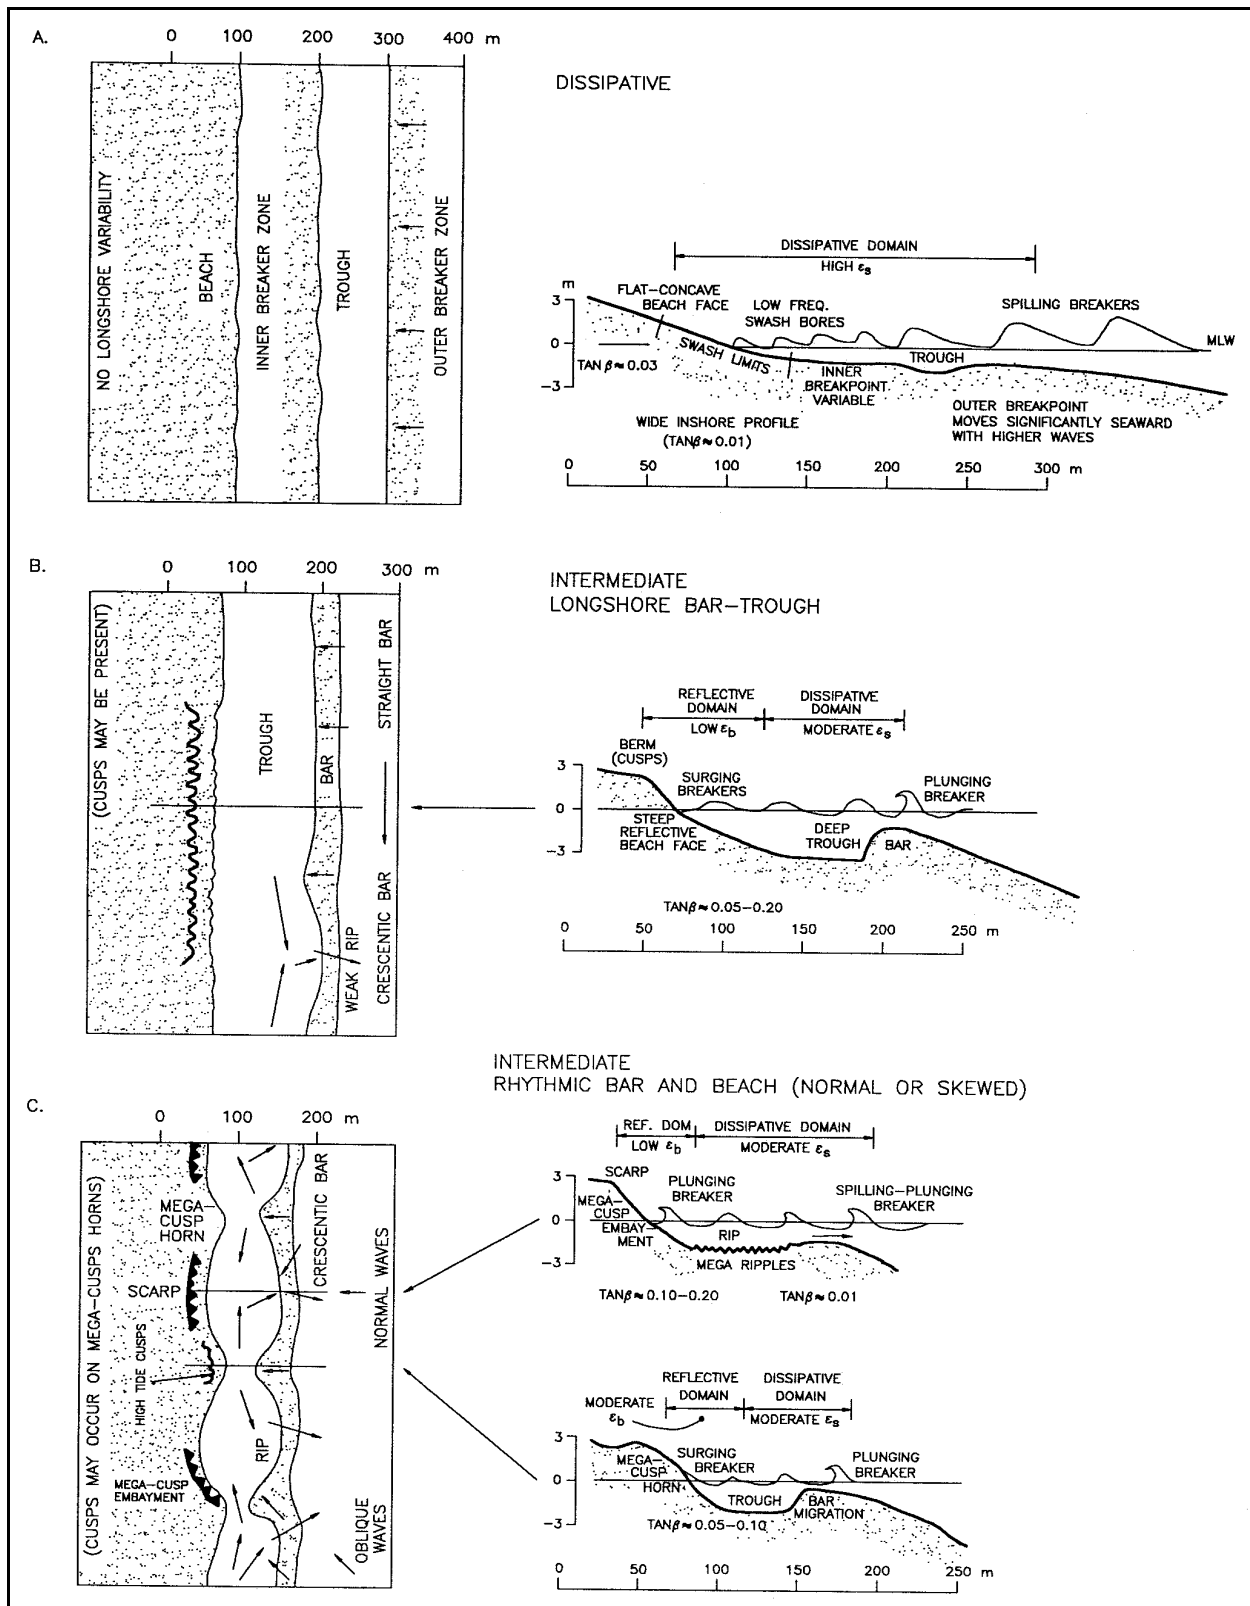 A.
0 100 200 300 400 m
NO LONGSHORE VARIABILITY
BEACH
INNER BREAKER ZONE
TROUGH
OUTER BREAKER ZONE
DISSIPATIVE
DISSIPATIVE DOMAIN
HIGH εs
m
3
0
-3
FLAT-CONCAVE
BEACH FACE
LOW FREQ.
SWASH BORES
SPILLING BREAKERS
MLW
TAN β≈0.03
SWASH LIMITS
TROUGH
INNER
BREAKPOINT
VARIABLE
WIDE INSHORE PROFILE
(TANβ≈0.01)
OUTER BREAKPOINT
MOVES SIGNIFICANTLY SEAWARD
WITH HIGHER WAVES
0 50 100 150 200 250 300 m
B.
0 100 200 300 m
(CUSPS MAY BE PRESENT)
TROUGH
BAR
STRAIGHT BAR
CRESCENTIC BAR
WEAK RIP
INTERMEDIATE
LONGSHORE BAR-TROUGH
REFLECTIVE
DOMAIN
LOW εb
DISSIPATIVE
DOMAIN
MODERATE εs
3
0
-3
BERM
(CUSPS)
SURGING
BREAKERS
PLUNGING
BREAKER
STEEP
REFLECTIVE
BEACH FACE
DEEP
TROUGH
BAR
TANβ≈0.05-0.20
0 50 100 150 200 250 m
C.
0 100 200 m
(CUSPS MAY OCCUR ON MEGA-CUSPS HORNS)
MEGA-
CUSP
HORN
SCARP
HIGH TIDE CUSPS
MEGA-CUSP
EMBAYMENT
RIP
CRESCENTIC BAR
NORMAL WAVES
OBLIQUE WAVES
INTERMEDIATE
RHYTHMIC BAR AND BEACH (NORMAL OR SKEWED)
REF. DOM
LOW εb
DISSIPATIVE DOMAIN
MODERATE εs
3
0
-3
SCARP
MEGA-
CUSP
EMBAY-
MENT
PLUNGING
BREAKER
SPILLING-PLUNGING
BREAKER
RIP
MEGA RIPPLES
TANβ≈0.10-0.20
TANβ≈0.01
MODERATE
εb
REFLECTIVE
DOMAIN
DISSIPATIVE
DOMAIN
MODERATE εs
3
0
-3
MEGA-
CUSP
HORN
SURGING
BREAKER
PLUNGING
BREAKER
TROUGH
BAR
MIGRATION
TANβ≈0.05-0.10
0 50 100 150 200 250 m